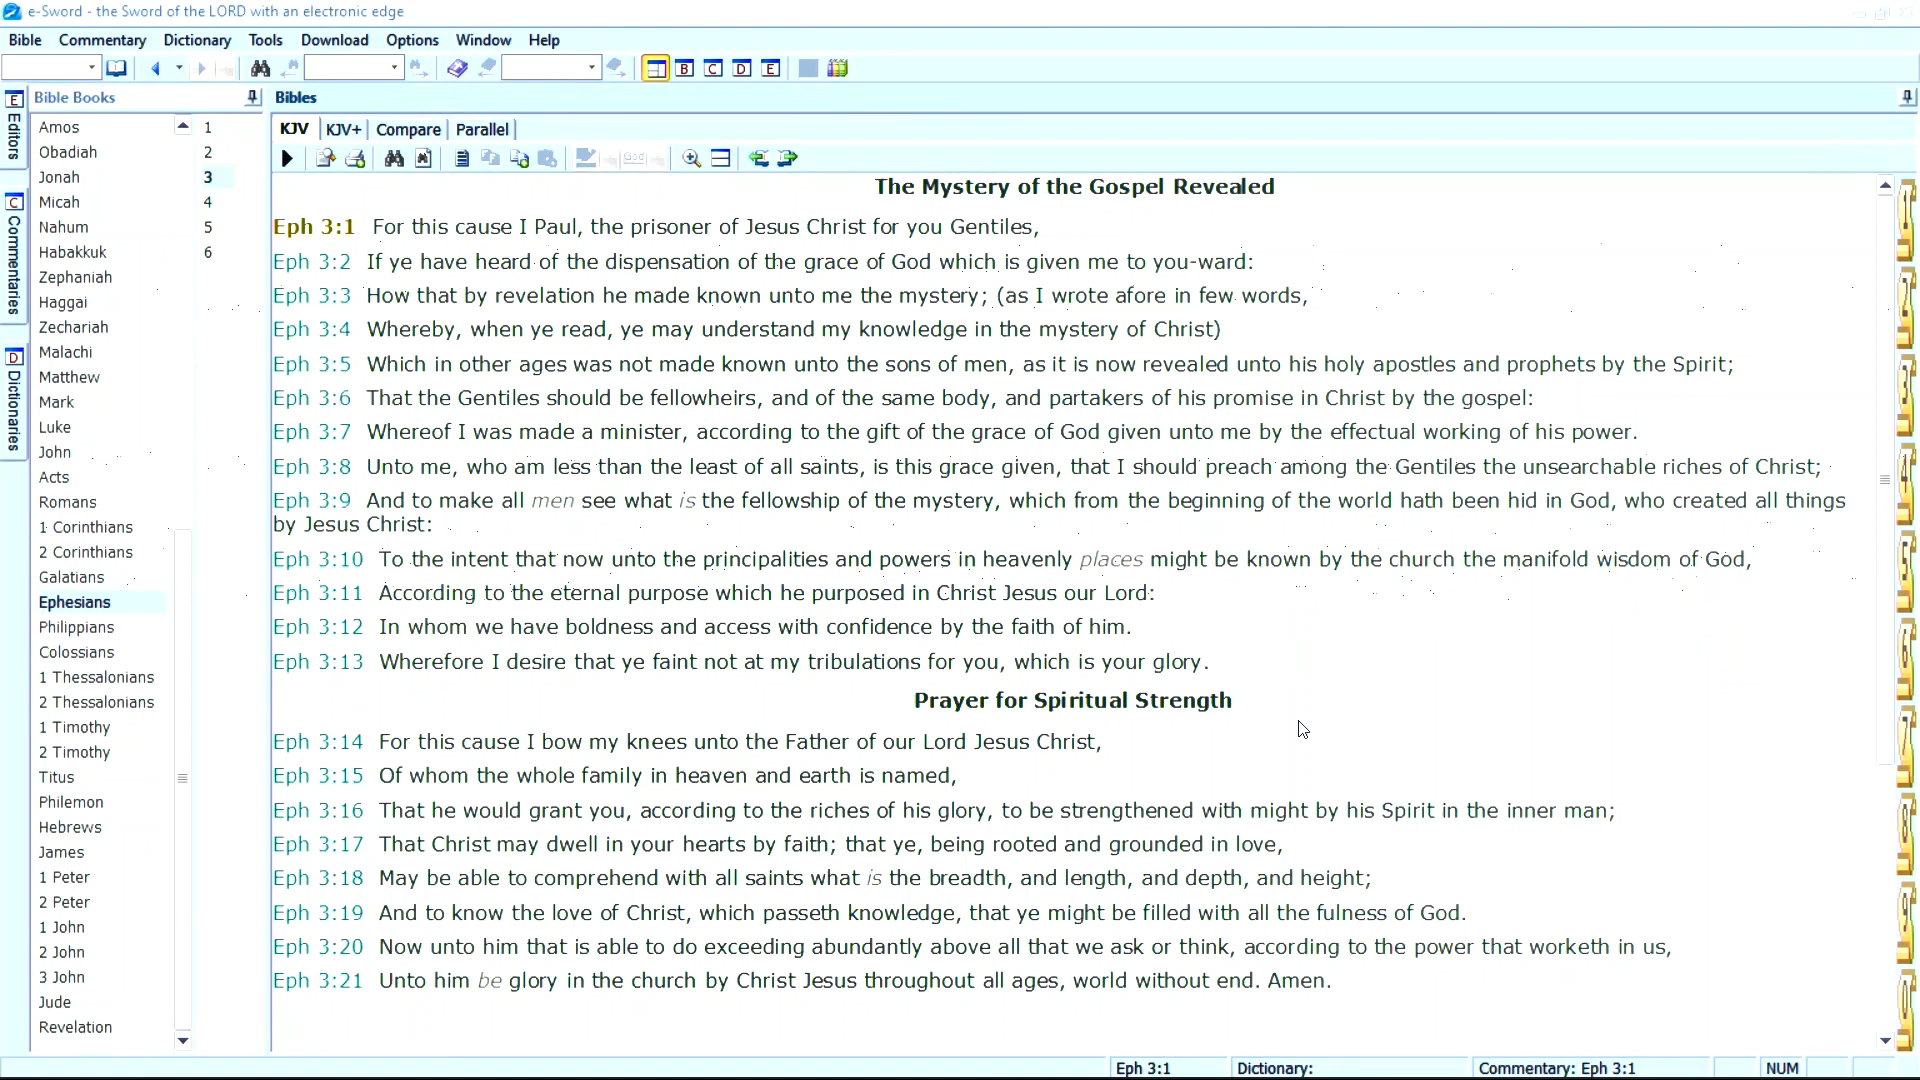 e-Sword - the Sword of the LORD with an electronic edge
Bible Commentary Dictionary Tools Download Options Window Help
B C D E
E Editors
C Commentaries
D Dictionaries
Bible Books
Amos
Obadiah
Jonah
Micah
Nahum
Habakkuk
Zephaniah
Haggai
Zechariah
Malachi
Matthew
Mark
Luke
John
Acts
Romans
1 Corinthians
2 Corinthians
Galatians
Ephesians
Philippians
Colossians
1 Thessalonians
2 Thessalonians
1 Timothy
2 Timothy
Titus
Philemon
Hebrews
James
1 Peter
2 Peter
1 John
2 John
3 John
Jude
Revelation
1
2
3
4
5
6
Bibles
KJV KJV+ Compare Parallel
The Mystery of the Gospel Revealed
Eph 3:1 For this cause I Paul, the prisoner of Jesus Christ for you Gentiles,
Eph 3:2 If ye have heard of the dispensation of the grace of God which is given me to you-ward:
Eph 3:3 How that by revelation he made known unto me the mystery; (as I wrote afore in few words,
Eph 3:4 Whereby, when ye read, ye may understand my knowledge in the mystery of Christ)
Eph 3:5 Which in other ages was not made known unto the sons of men, as it is now revealed unto his holy apostles and prophets by the Spirit;
Eph 3:6 That the Gentiles should be fellowheirs, and of the same body, and partakers of his promise in Christ by the gospel:
Eph 3:7 Whereof I was made a minister, according to the gift of the grace of God given unto me by the effectual working of his power.
Eph 3:8 Unto me, who am less than the least of all saints, is this grace given, that I should preach among the Gentiles the unsearchable riches of Christ;
Eph 3:9 And to make all men see what is the fellowship of the mystery, which from the beginning of the world hath been hid in God, who created all things
by Jesus Christ:
Eph 3:10 To the intent that now unto the principalities and powers in heavenly places might be known by the church the manifold wisdom of God,
Eph 3:11 According to the eternal purpose which he purposed in Christ Jesus our Lord:
Eph 3:12 In whom we have boldness and access with confidence by the faith of him.
Eph 3:13 Wherefore I desire that ye faint not at my tribulations for you, which is your glory.
Prayer for Spiritual Strength
Eph 3:14 For this cause I bow my knees unto the Father of our Lord Jesus Christ,
Eph 3:15 Of whom the whole family in heaven and earth is named,
Eph 3:16 That he would grant you, according to the riches of his glory, to be strengthened with might by his Spirit in the inner man;
Eph 3:17 That Christ may dwell in your hearts by faith; that ye, being rooted and grounded in love,
Eph 3:18 May be able to comprehend with all saints what is the breadth, and length, and depth, and height;
Eph 3:19 And to know the love of Christ, which passeth knowledge, that ye might be filled with all the fulness of God.
Eph 3:20 Now unto him that is able to do exceeding abundantly above all that we ask or think, according to the power that worketh in us,
Eph 3:21 Unto him be glory in the church by Christ Jesus throughout all ages, world without end. Amen.
Eph 3:1 Dictionary: Commentary: Eph 3:1 NUM